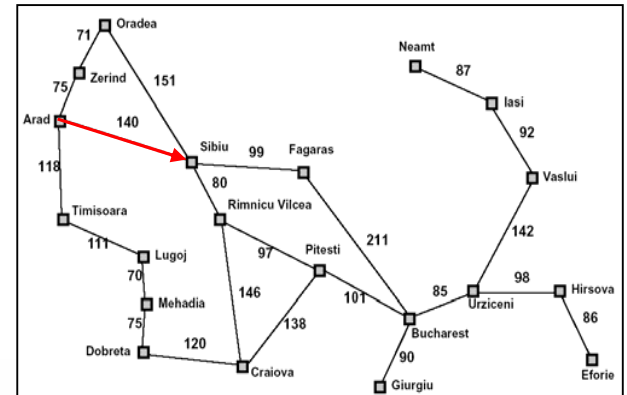 Oradea
71
Neamt
87
Zerind
151
75
Iasi
Arad
140
92
Sibiu
Fagaras
99
118
80
Vaslui
Timisoara
Rimnicu Vilcea
142
111
Lugoj
97
Pitesti
211
70
98
Hirsova
146
101
85
Mehadia
Urziceni
86
75
138
Bucharest
120
Dobreta
90
Craiova
Eforie
Giurgiu